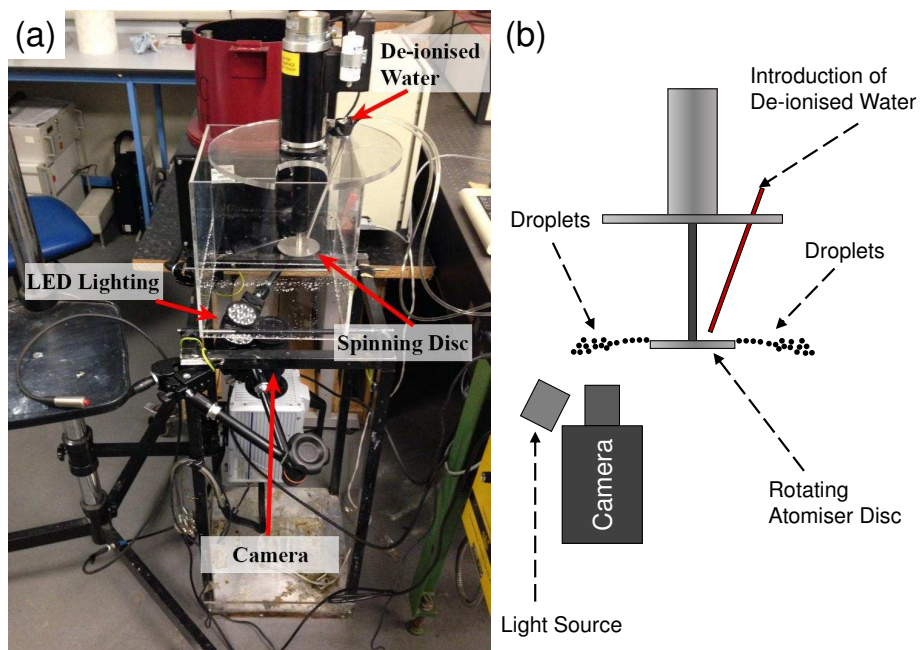 (a)
De-ionised
Water
LED Lighting
Spinning Disc
Camera
(b)
Introduction of
De-ionised Water
Droplets
Droplets
Camera
Rotating
Atomiser Disc
Light Source